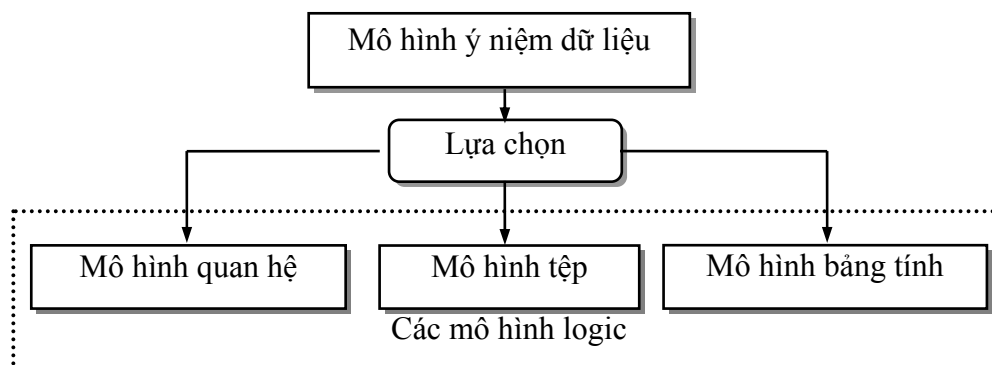 Mô hình ý niệm dữ liệu
Lựa chọn
Mô hình quan hệ
Mô hình tệp
Mô hình bảng tính
Các mô hình logic